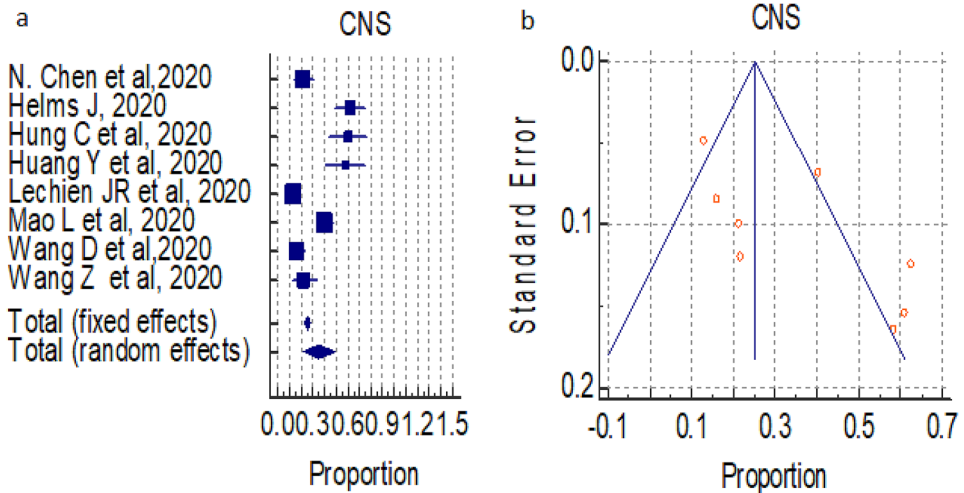 a
CNS
N. Chen et al,2020
Helms J, 2020
Hung C et al, 2020
Huang Y et al, 2020
Lechien JR et al, 2020
Mao L et al, 2020
Wang D et al,2020
Wang Z et al, 2020
Total (fixed effects)
Total (random effects)
0.00.30.60.91.21.5
Proportion
b
CNS
0.0
0.1
0.2
Standard Error
-0.1 0.1 0.3 0.5 0.7
Proportion